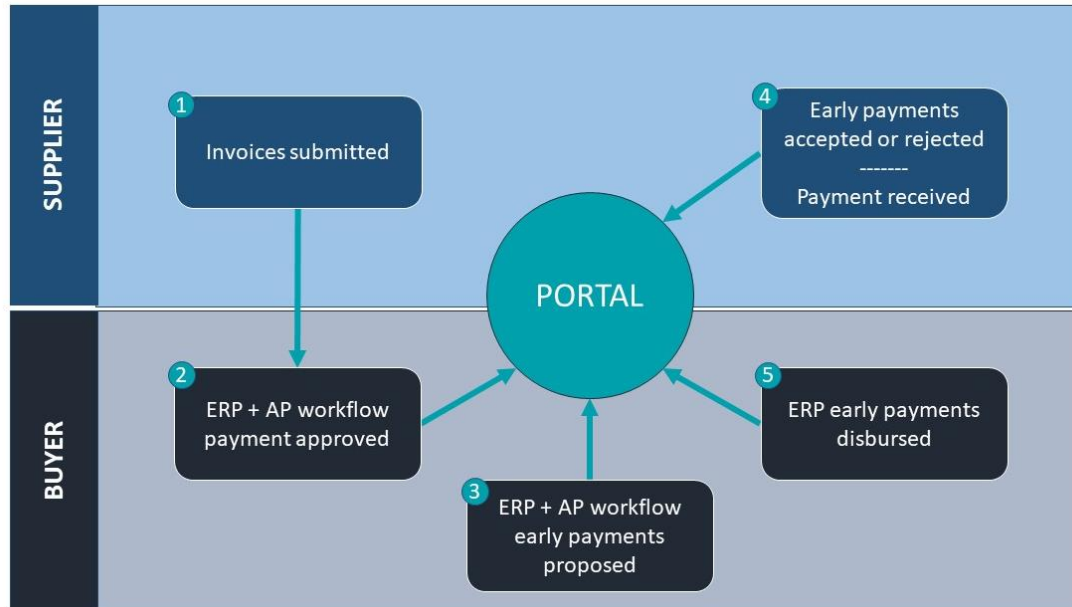 SUPPLIER
1
Invoices submitted
4
Early payments
accepted or rejected
-------
Payment received
PORTAL
BUYER
2
ERP + AP workflow
payment approved
3
ERP + AP workflow
early payments
proposed
5
ERP early payments
disbursed